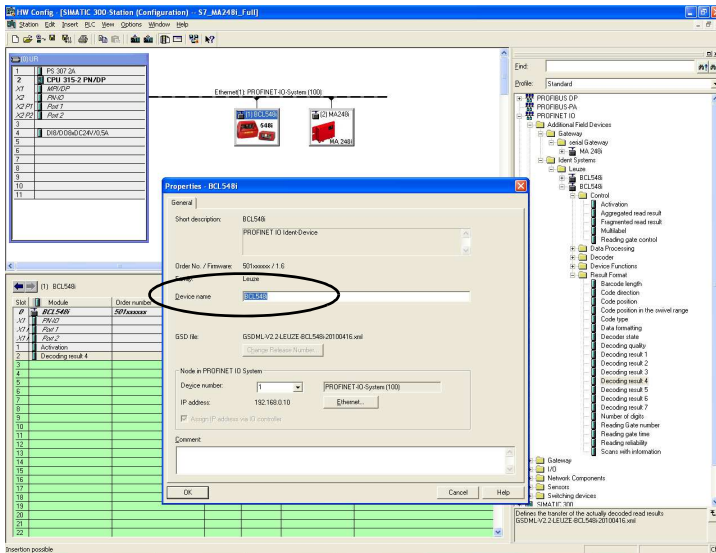 HW Config - [SIMATIC 300 Station (Configuration) -- S7_MA248i_Full]
Station Edit Insert PLC View Options Window Help
(0) UR
1 PS 307 2A
2 CPU 315-2 PN/DP
X1 MPI/DP
X2 PN-IO
X2 P1 Port 1
X2 P2 Port 2
3
4 DI8/DO8xDC24V/0,5A
5
6
7
8
9
10
11
Ethernet(1): PROFINET-IO-System (100)
(1) BCL548i
548i
(2) MA248i
MA 248i
Find:
Profile: Standard
PROFIBUS DP
PROFIBUS-PA
PROFINET IO
Additional Field Devices
Gateway
serial Gateway
MA 248i
Ident Systems
Leuze
BCL548i
BCL548i
Control
Activation
Aggregated read result
Fragmented read result
Multilabel
Reading gate control
Data Processing
Decoder
Device Functions
Result Format
Barcode length
Code direction
Code position
Code position in the swivel range
Code type
Data formatting
Decoder state
Decoding quality
Decoding result 1
Decoding result 2
Decoding result 3
Decoding result 4
Decoding result 5
Decoding result 6
Decoding result 7
Number of digits
Reading Gate number
Reading gate time
Reading reliability
Scans with information
Gateway
I/O
Network Components
Sensors
Switching devices
SIMATIC 300
Defines the transfer of the actually decoded read results
GSDML-V2.2-LEUZE-BCL548i-20100416.xml
Properties - BCL548i
General
Short description: BCL548i
PROFINET IO Ident-Device
Order No. / Firmware: 501xxxxx / 1.6
Family: Leuze
Device name: BCL548i
GSD file: GSDML-V2.2-LEUZE-BCL548i-20100416.xml
Change Release Number...
Node in PROFINET IO System
Device number: 1 PROFINET-IO-System (100)
IP address: 192.168.0.10 Ethernet...
Assign IP address via IO controller
Comment:
OK Cancel Help
(1) BCL548i
Slot Module Order number
0 BCL548i 501xxxxx
X1 PN-IO
X1 Port 1
X1 Port 2
1 Activation
2 Decoding result 4
3
4
5
6
7
8
9
10
11
12
13
14
15
16
17
18
19
20
21
22
Insertion possible